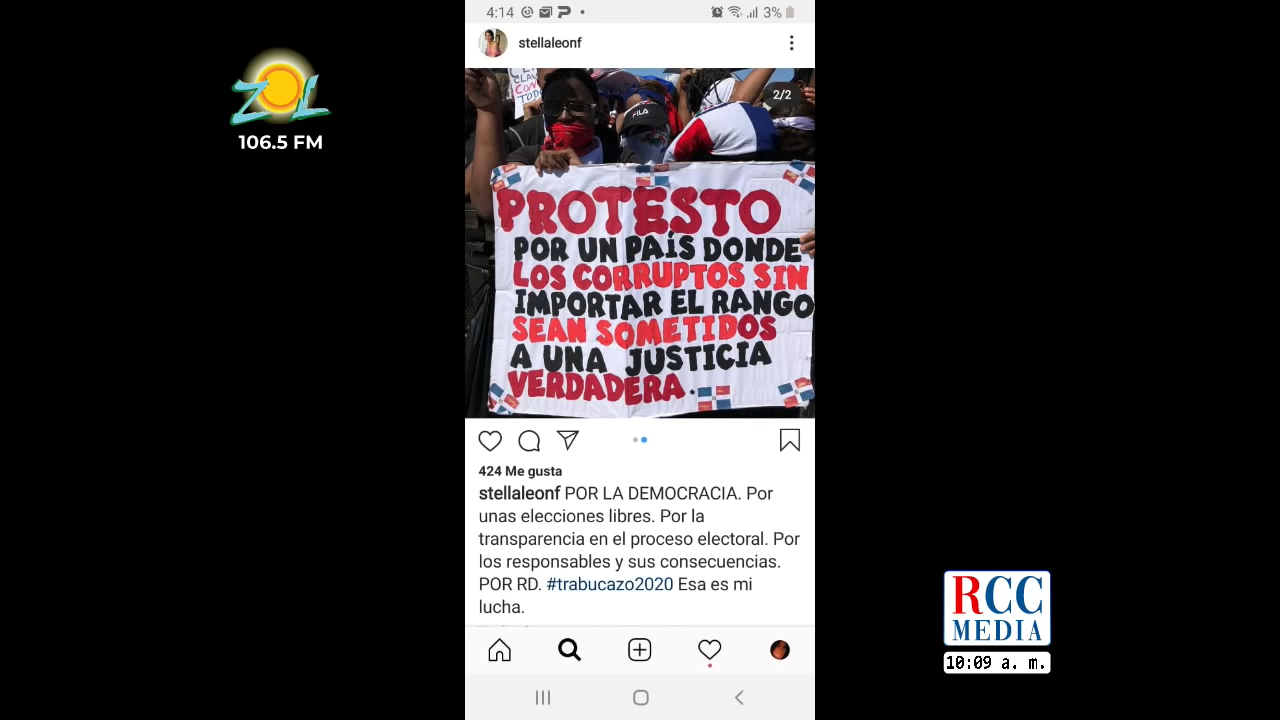 4:14
3%
stellaleonf
2/2
CLAV
CON
TODO
FILA
PROTESTO
POR UN PAÍS DONDE
LOS CORRUPTOS SIN
IMPORTAR EL RANGO
SEAN SOMETIDOS
A UNA JUSTICIA
VERDADERA.
424 Me gusta
stellaleonf POR LA DEMOCRACIA. Por
unas elecciones libres. Por la
transparencia en el proceso electoral. Por
los responsables y sus consecuencias.
POR RD. #trabucazo2020 Esa es mi
lucha.
ZOL
106.5 FM
RCC
MEDIA
10:09 a. m.